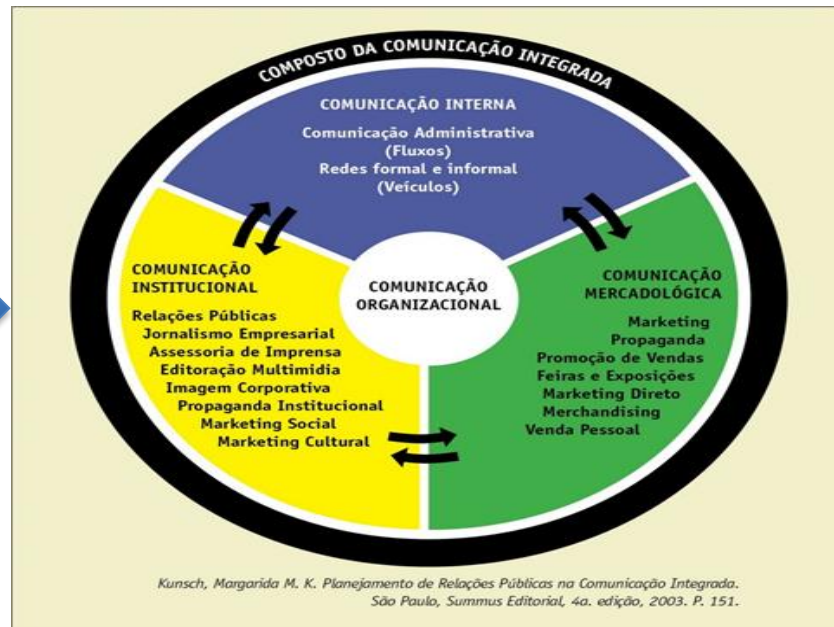 COMPOSTO DA COMUNICAÇÃO INTEGRADA
COMUNICAÇÃO INTERNA
Comunicação Administrativa
(Fluxos)
Redes formal e informal
(Veículos)
COMUNICAÇÃO
INSTITUCIONAL
Relações Públicas
Jornalismo Empresarial
Assessoria de Imprensa
Editoração Multimidia
Imagem Corporativa
Propaganda Institucional
Marketing Social
Marketing Cultural
COMUNICAÇÃO
ORGANIZACIONAL
COMUNICAÇÃO
MERCADOLÓGICA
Marketing
Propaganda
Promoção de Vendas
Feiras e Exposições
Marketing Direto
Merchandising
Venda Pessoal
Kunsch, Margarida M. K. Planejamento de Relações Públicas na Comunicação Integrada.
São Paulo, Summus Editorial, 4a. edição, 2003. P. 151.